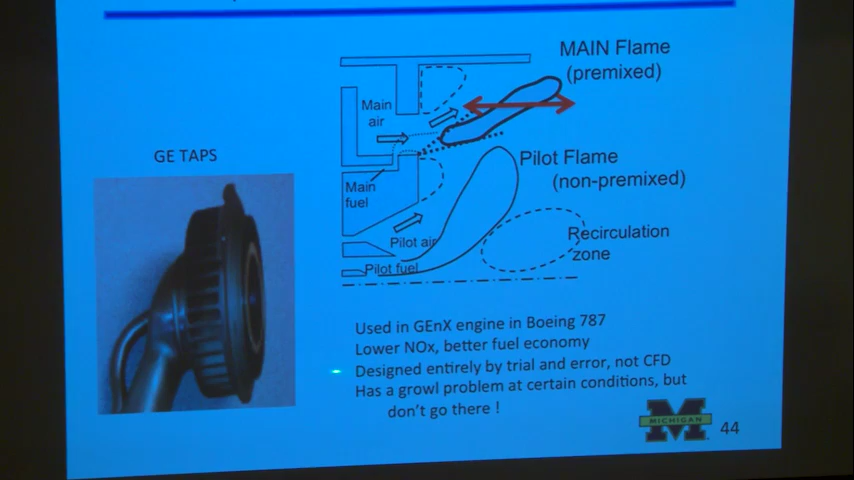 MAIN Flame
(premixed)
Main
air
GE TAPS
Pilot Flame
(non-premixed)
Main
fuel
Recirculation
zone
Pilot air
Pilot fuel
Used in GEnX engine in Boeing 787
Lower NOx, better fuel economy
Designed entirely by trial and error, not CFD
Has a growl problem at certain conditions, but
don't go there !
M
MICHIGAN
44